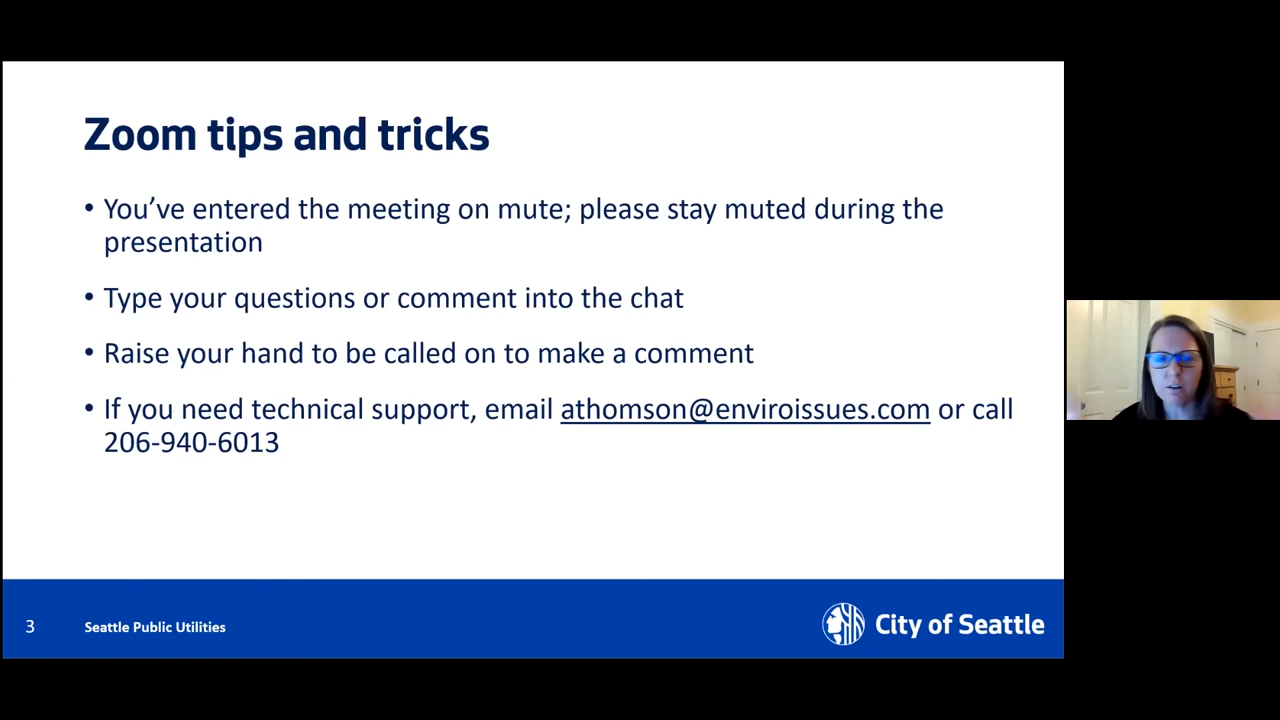 Zoom tips and tricks
• You’ve entered the meeting on mute; please stay muted during the
presentation
• Type your questions or comment into the chat
• Raise your hand to be called on to make a comment
• If you need technical support, email athomson@enviroissues.com or call
206-940-6013
3
Seattle Public Utilities
City of Seattle